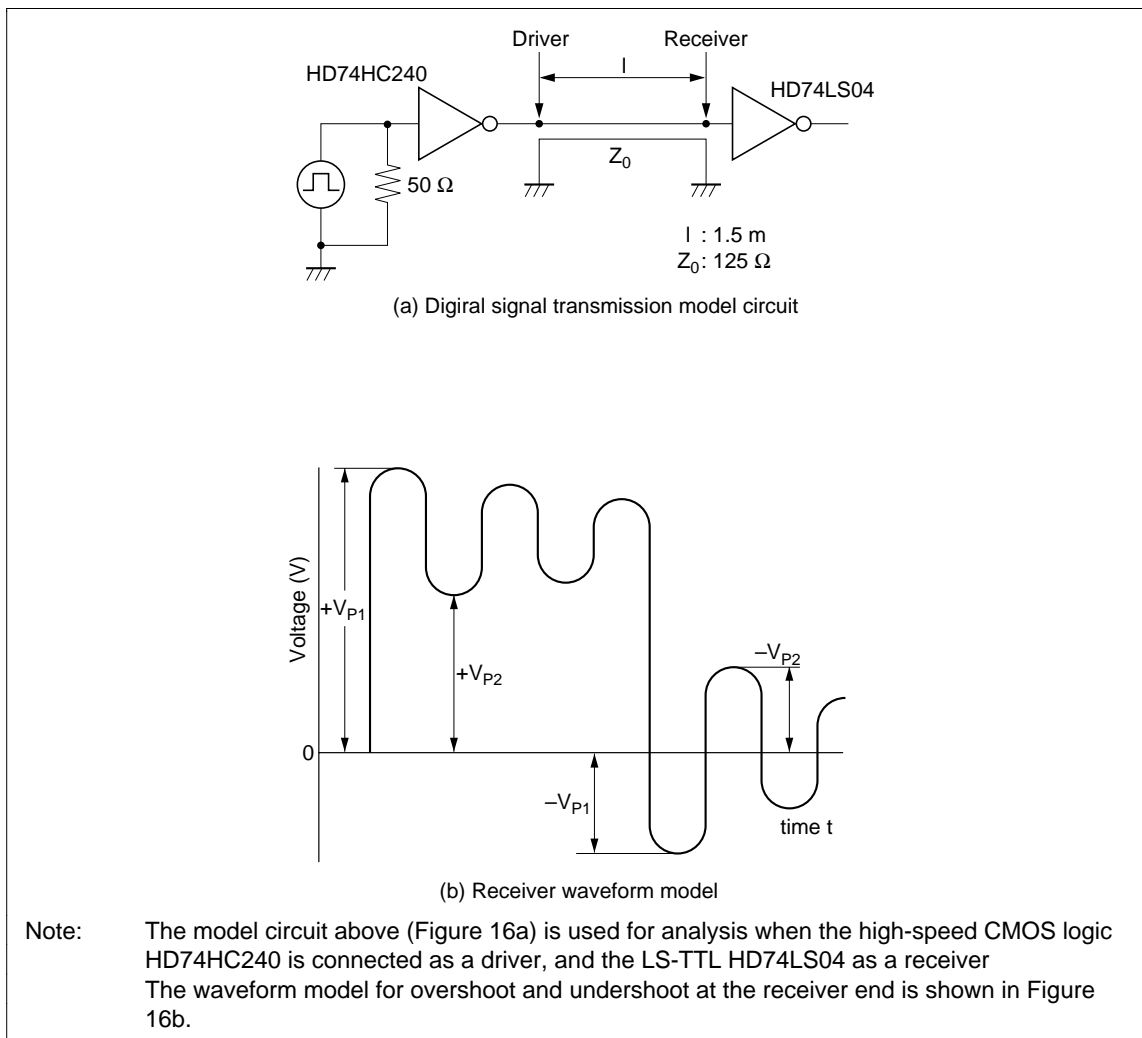 Driver Receiver
l
HD74HC240
HD74LS04
Z0
50 Ω
l : 1.5 m
Z0: 125 Ω
(a) Digiral signal transmission model circuit
Voltage (V)
+VP1
+VP2
–VP2
0
–VP1
time t
(b) Receiver waveform model
Note: The model circuit above (Figure 16a) is used for analysis when the high-speed CMOS logic
HD74HC240 is connected as a driver, and the LS-TTL HD74LS04 as a receiver
The waveform model for overshoot and undershoot at the receiver end is shown in Figure
16b.